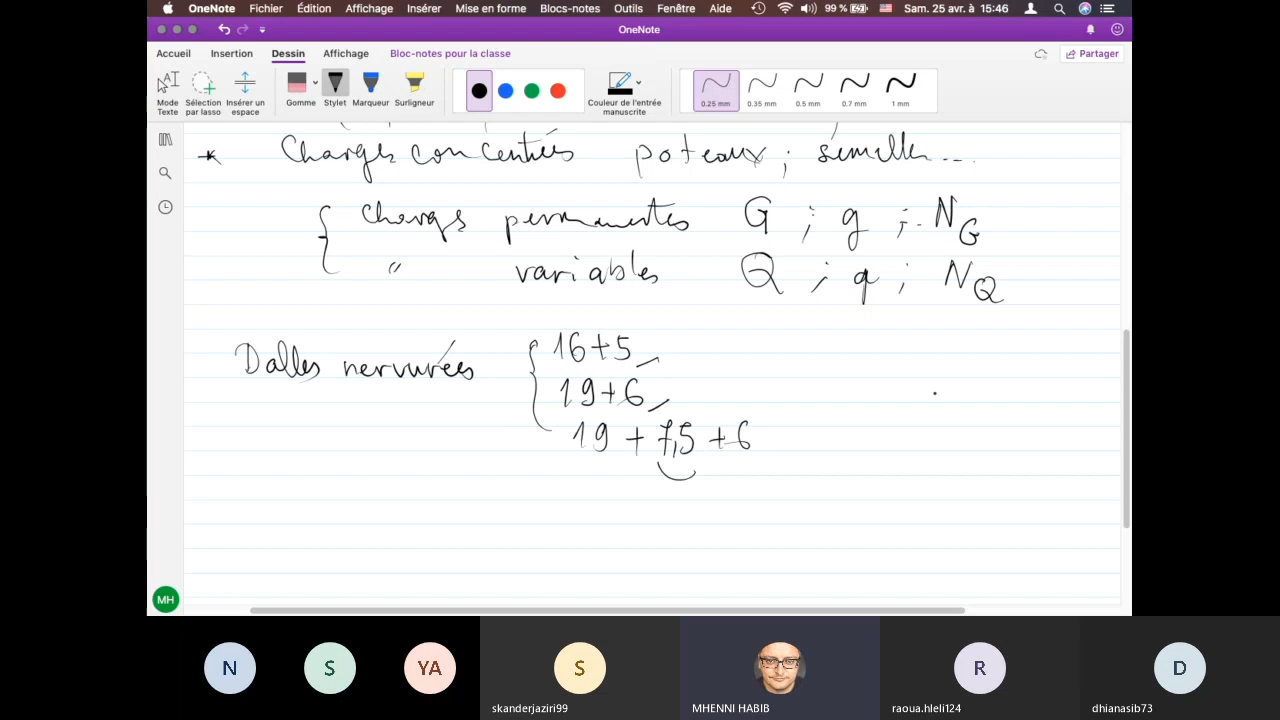 OneNote Fichier Édition Affichage Insérer Mise en forme Blocs-notes Outils Fenêtre Aide 99 % Sam. 25 avr. à 15:46
OneNote
Accueil Insertion Dessin Affichage Bloc-notes pour la classe Partager
Mode Texte
Sélection par lasso
Insérer un espace
Gomme
Stylet
Marqueur
Surligneur
Couleur de l'entrée manuscrite
0.25 mm 0.35 mm 0.5 mm 0.7 mm 1 mm
* Charges concentrées poteaux ; semelles ...
charges permanentes G ; g ; N_G
" variables Q ; q ; N_Q
Dalles nervurées { 16+5
19+6
19 + 7,5 + 6
MH
N S YA S R D
skanderjaziri99 MHENNI HABIB raoua.hleli124 dhianasib73